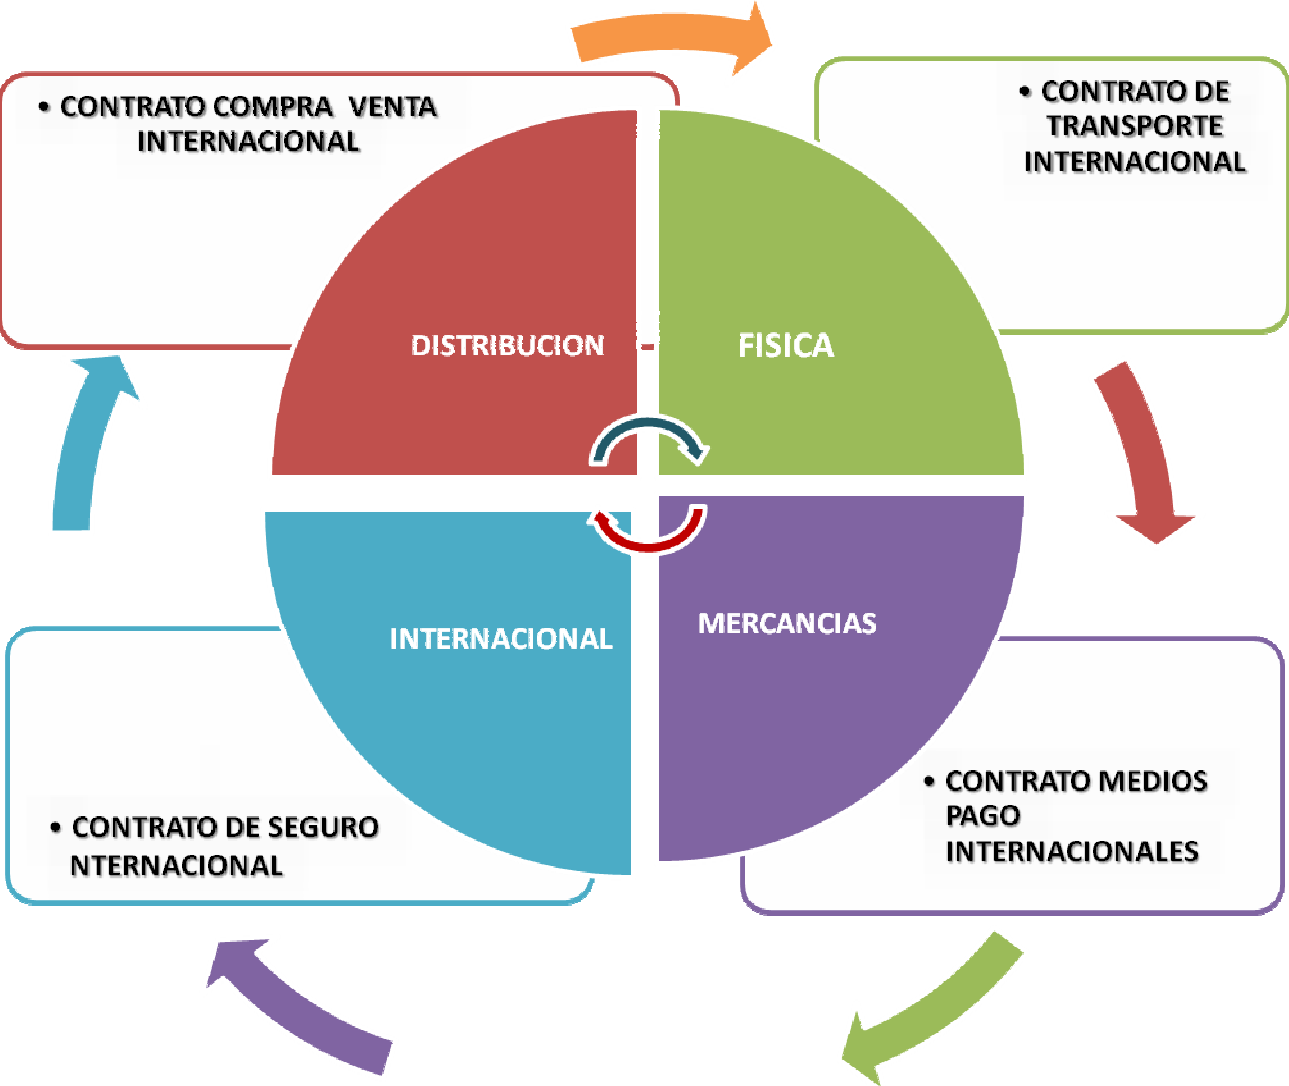 • CONTRATO COMPRA VENTA
INTERNACIONAL
• CONTRATO DE
TRANSPORTE
INTERNACIONAL
DISTRIBUCION
FISICA
INTERNACIONAL
MERCANCIAS
• CONTRATO DE SEGURO
NTERNACIONAL
• CONTRATO MEDIOS
PAGO
INTERNACIONALES